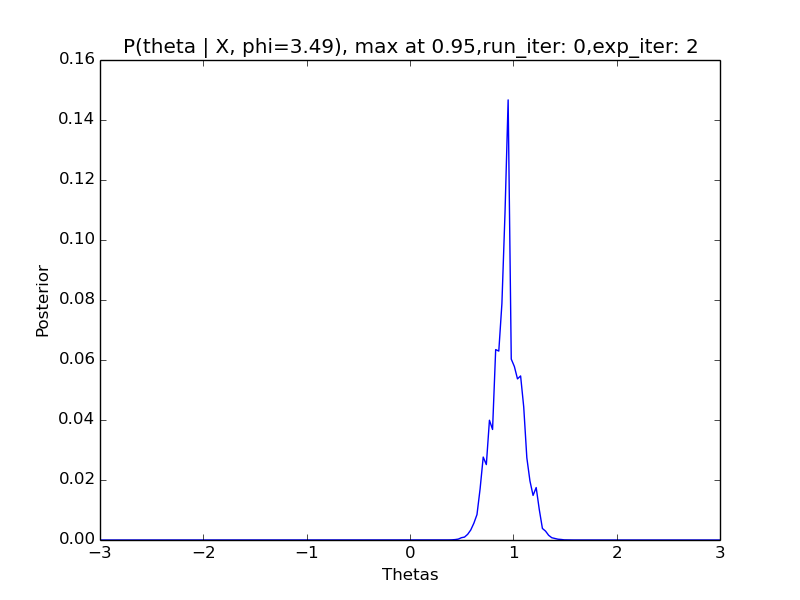 P(theta | X, phi=3.49), max at 0.95,run_iter: 0,exp_iter: 2
0.16
0.14
0.12
0.10
0.08
0.06
0.04
0.02
0.00
Posterior
−3 −2 −1 0 1 2 3
Thetas